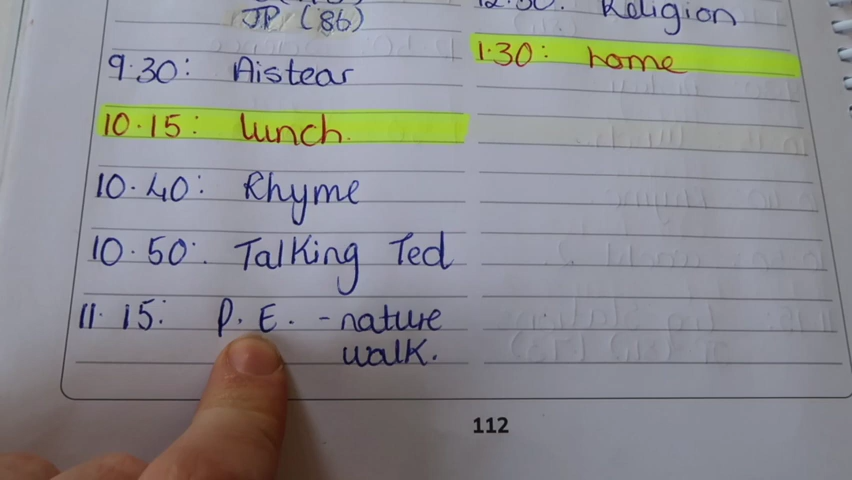 JP ('86)
9.30: Aistear
10.15: Lunch.
10.40: Rhyme
10.50: Talking Ted
11.15: P.E. - nature
walk.
12.30: Religion
1.30: home
112